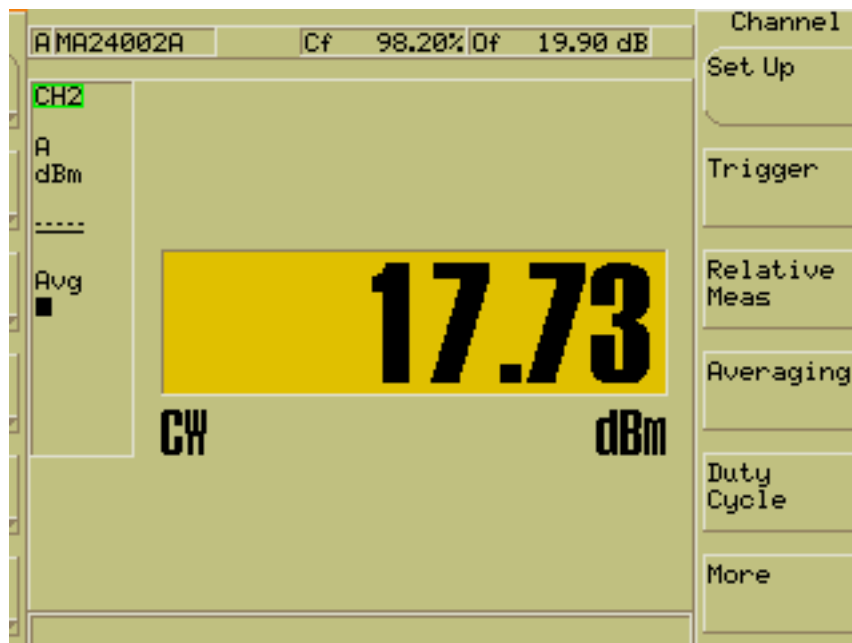 A MA24002A Cf 98.20% Of 19.90 dB
CH2
A
dBm
-----
Avg
17.73
CW dBm
Channel
Set Up
Trigger
Relative
Meas
Averaging
Duty
Cycle
More